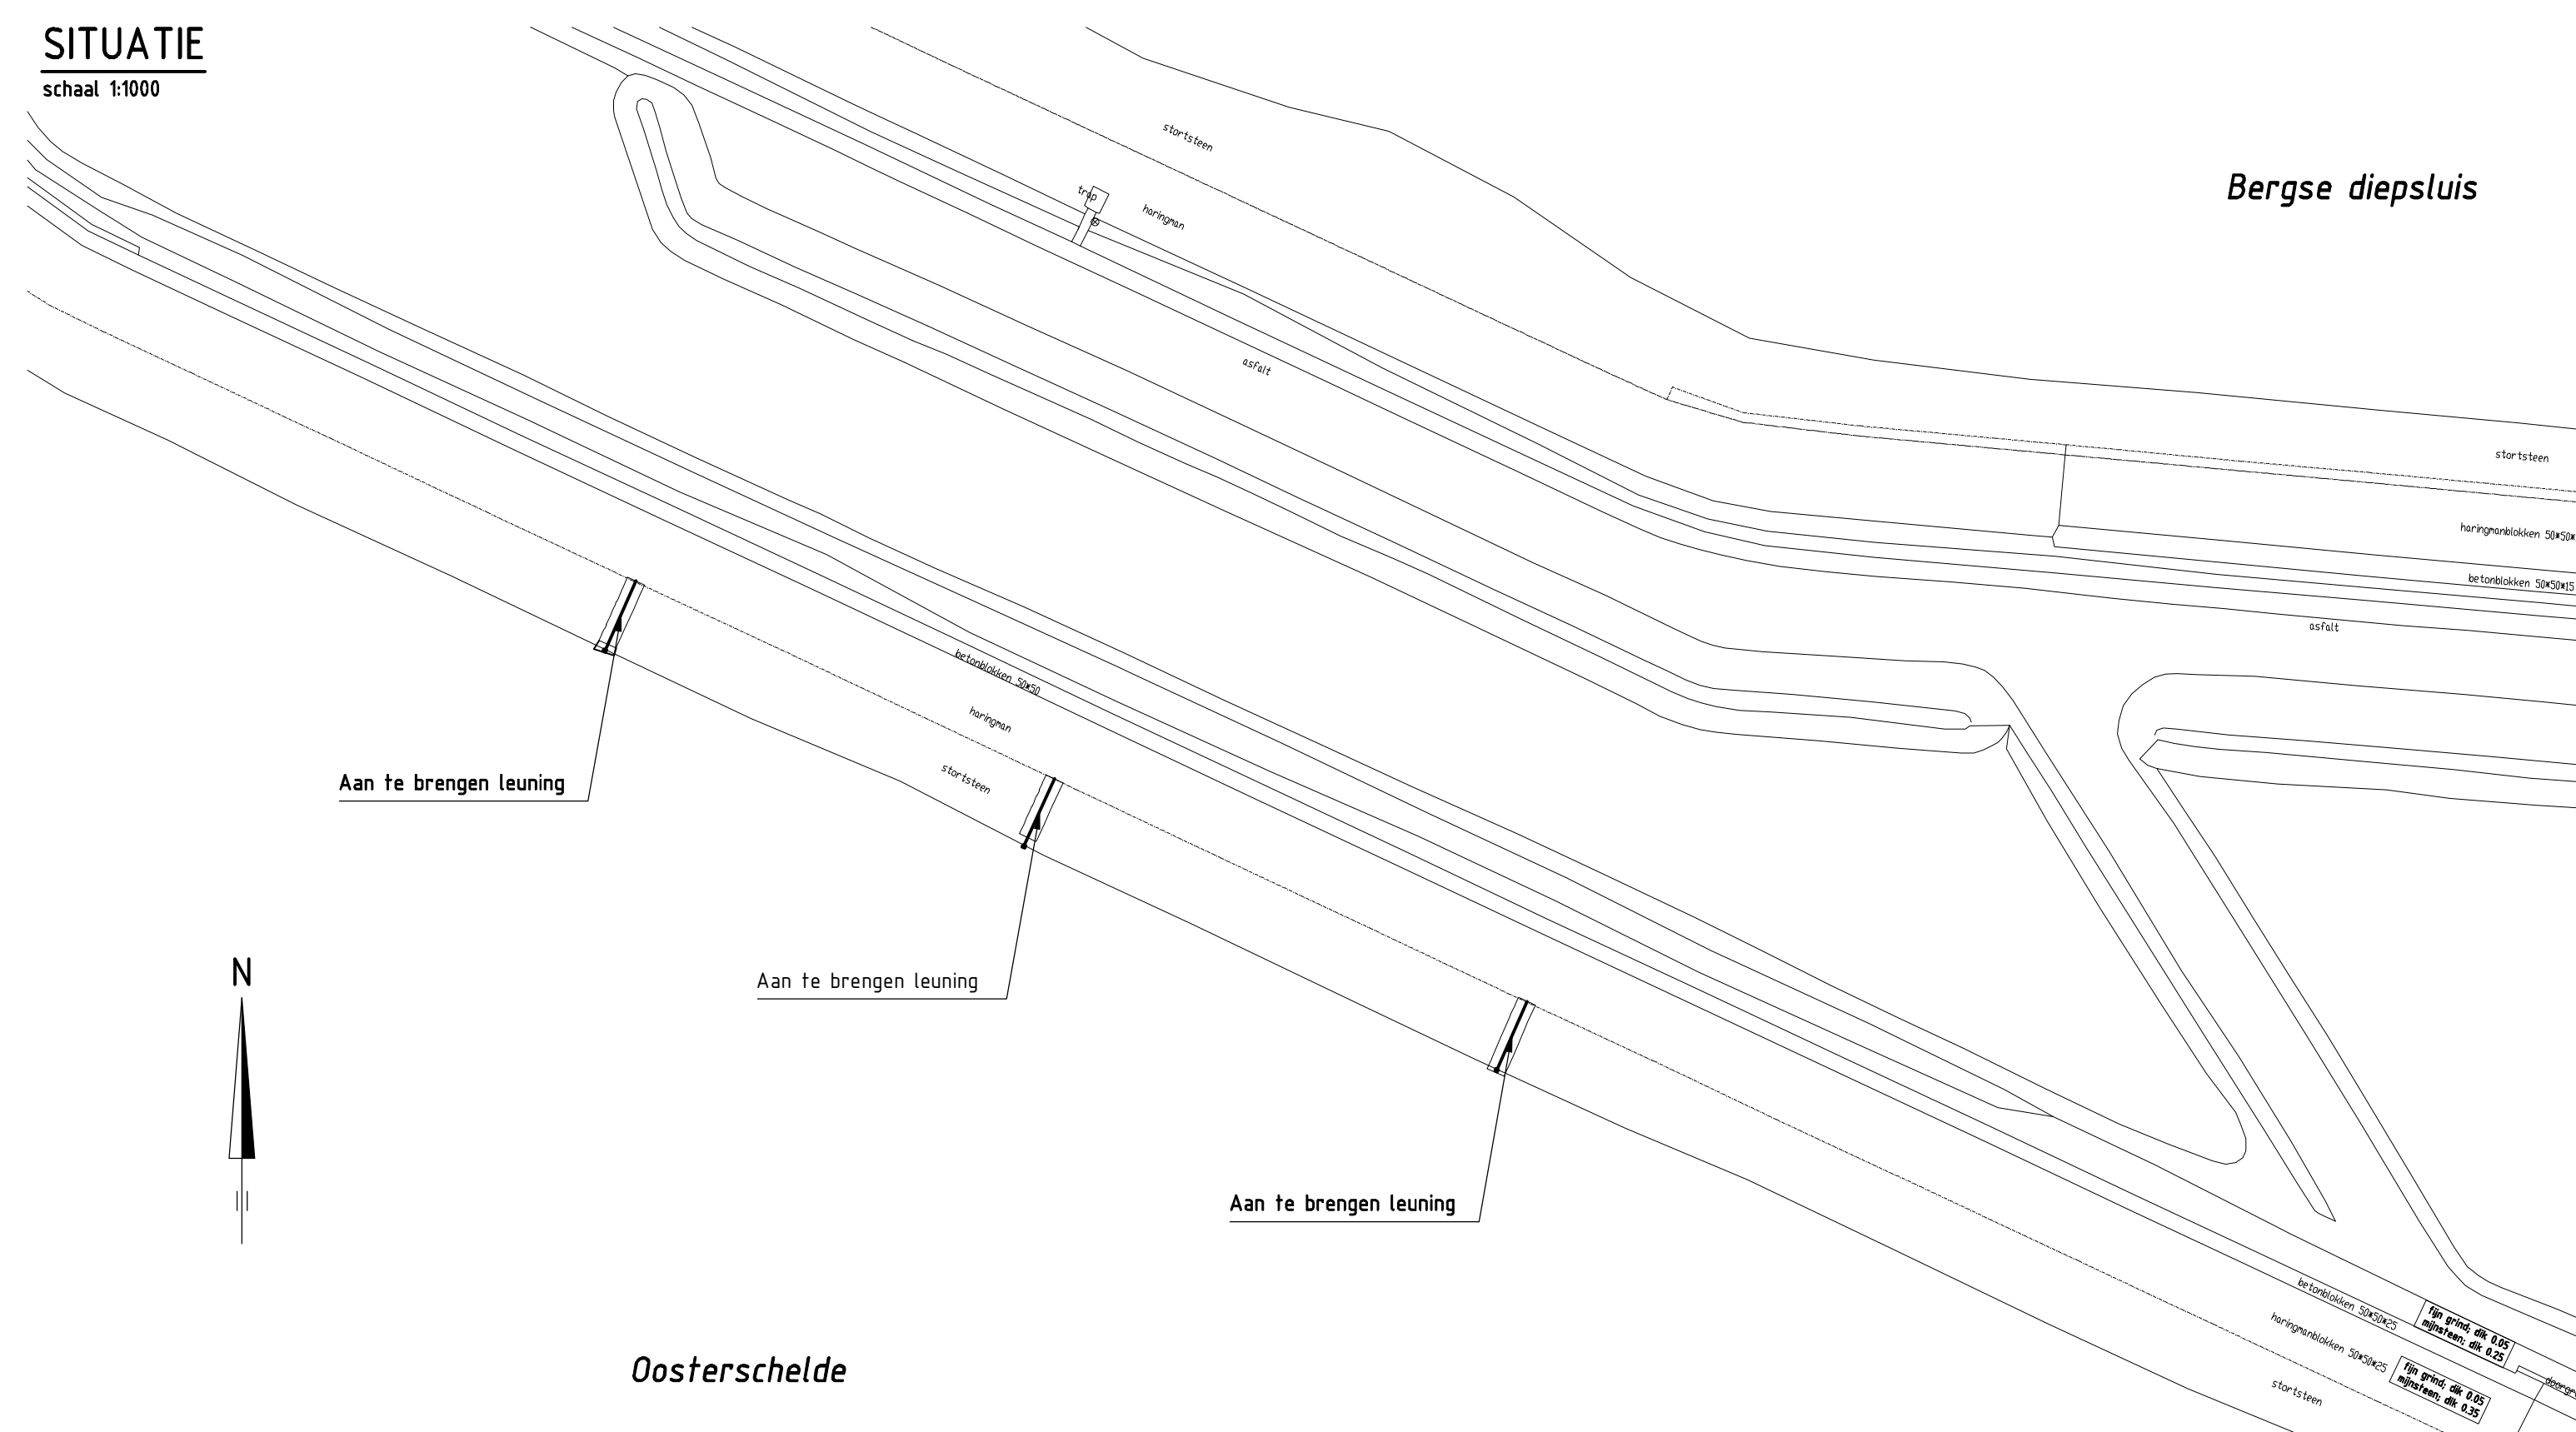 SITUATIE
schaal 1:1000
stortsteen
trap
haringman
Bergse diepsluis
asfalt
stortsteen
haringmanblokken 50*50*
betonblokken 50*50*15
asfalt
betonblokken 50*50
haringman
stortsteen
Aan te brengen leuning
Aan te brengen leuning
N
Aan te brengen leuning
betonblokken 50*50*25
fijn grind; dik 0.05
mijnsteen; dik 0.25
haringmanblokken 50*50*25
fijn grind; dik 0.05
mijnsteen; dik 0.35
stortsteen
Oosterschelde